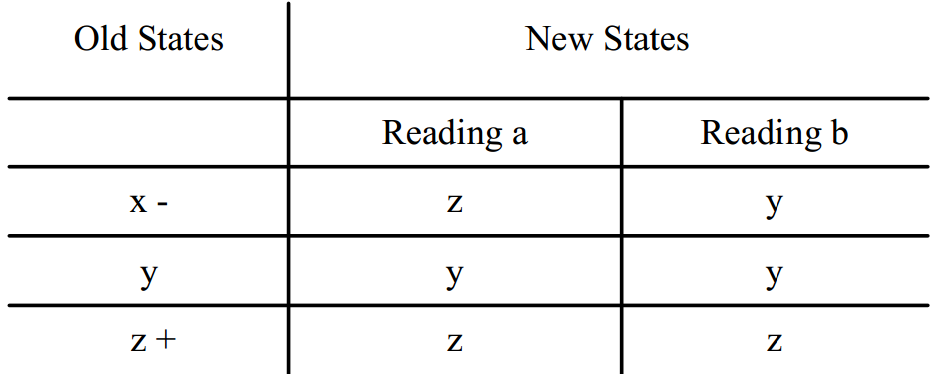 Old States New States
Reading a Reading b
x - z y
y y y
z + z z